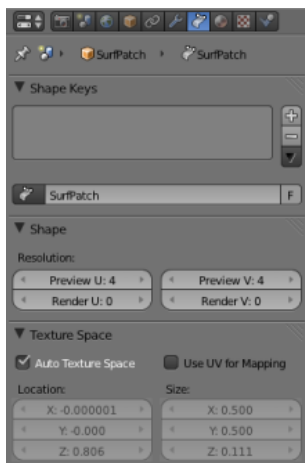 SurfPatch SurfPatch
Shape Keys
SurfPatch F
Shape
Resolution:
Preview U: 4 Preview V: 4
Render U: 0 Render V: 0
Texture Space
Auto Texture Space Use UV for Mapping
Location: Size:
X: -0.000001 X: 0.500
Y: -0.000 Y: 0.500
Z: 0.806 Z: 0.111